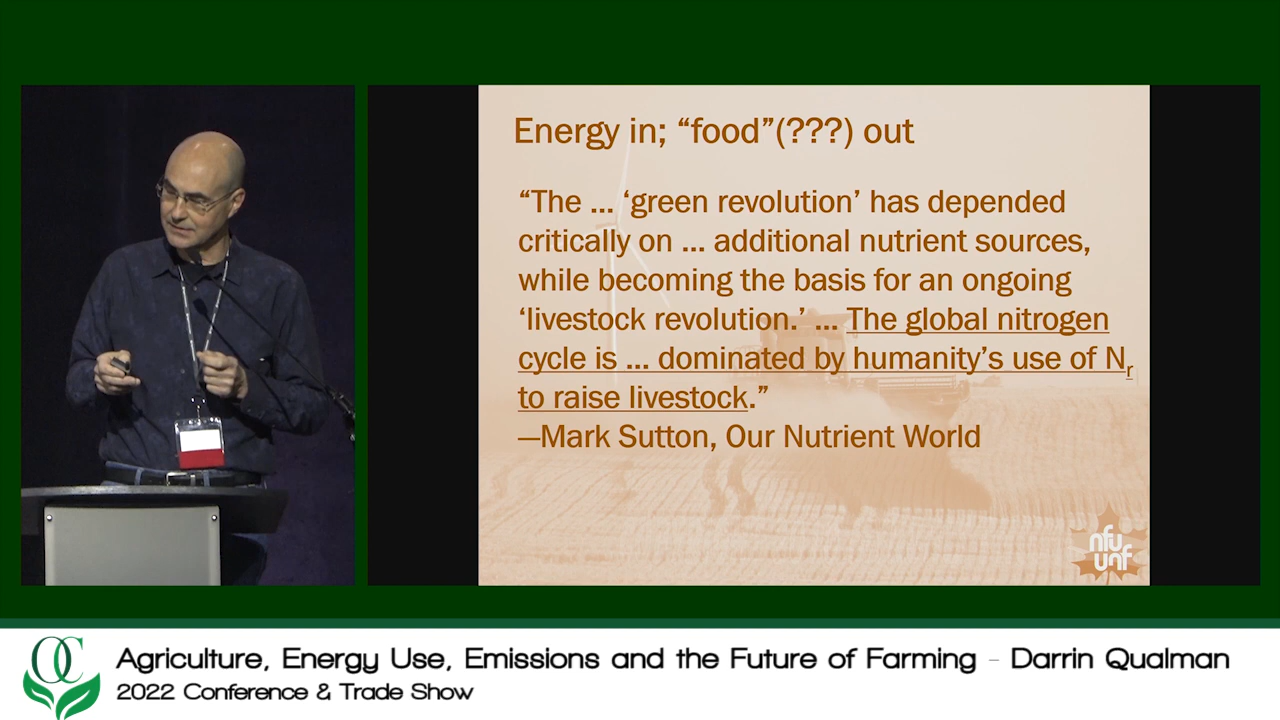 Energy in; “food”(???) out
“The ... ‘green revolution’ has depended
critically on ... additional nutrient sources,
while becoming the basis for an ongoing
‘livestock revolution.’ ... The global nitrogen
cycle is ... dominated by humanity’s use of Nr
to raise livestock.”
—Mark Sutton, Our Nutrient World
nfu
unf
OC
Agriculture, Energy Use, Emissions and the Future of Farming - Darrin Qualman
2022 Conference & Trade Show